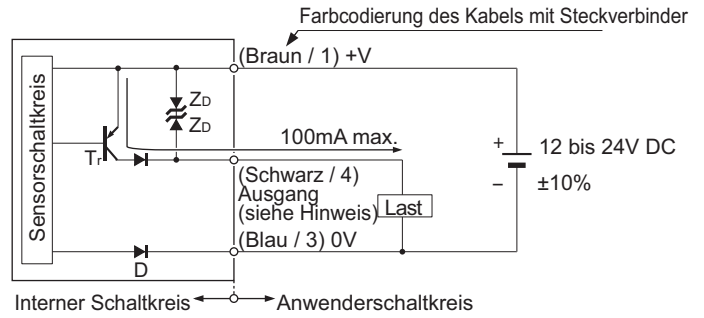 Farbcodierung des Kabels mit Steckverbinder
(Braun / 1) +V
Sensorschaltkreis
ZD
ZD
Tr
100mA max.
+
12 bis 24V DC
–
±10%
(Schwarz / 4)
Ausgang
(siehe Hinweis)
Last
(Blau / 3) 0V
D
Interner Schaltkreis
Anwenderschaltkreis